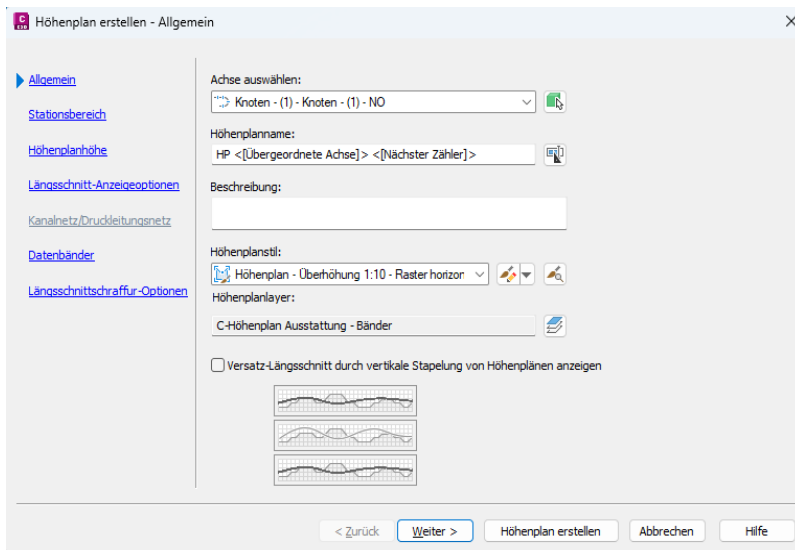 C
C3D
Höhenplan erstellen - Allgemein
Allgemein
Stationsbereich
Höhenplanhöhe
Längsschnitt-Anzeigeoptionen
Kanalnetz/Druckleitungsnetz
Datenbänder
Längsschnittschraffur-Optionen
Achse auswählen:
Knoten - (1) - Knoten - (1) - NO
Höhenplanname:
HP <[Übergeordnete Achse]> <[Nächster Zähler]>
Beschreibung:
Höhenplanstil:
Höhenplan - Überhöhung 1:10 - Raster horizon
Höhenplanlayer:
C-Höhenplan Ausstattung - Bänder
Versatz-Längsschnitt durch vertikale Stapelung von Höhenplänen anzeigen
< Zurück
Weiter >
Höhenplan erstellen
Abbrechen
Hilfe